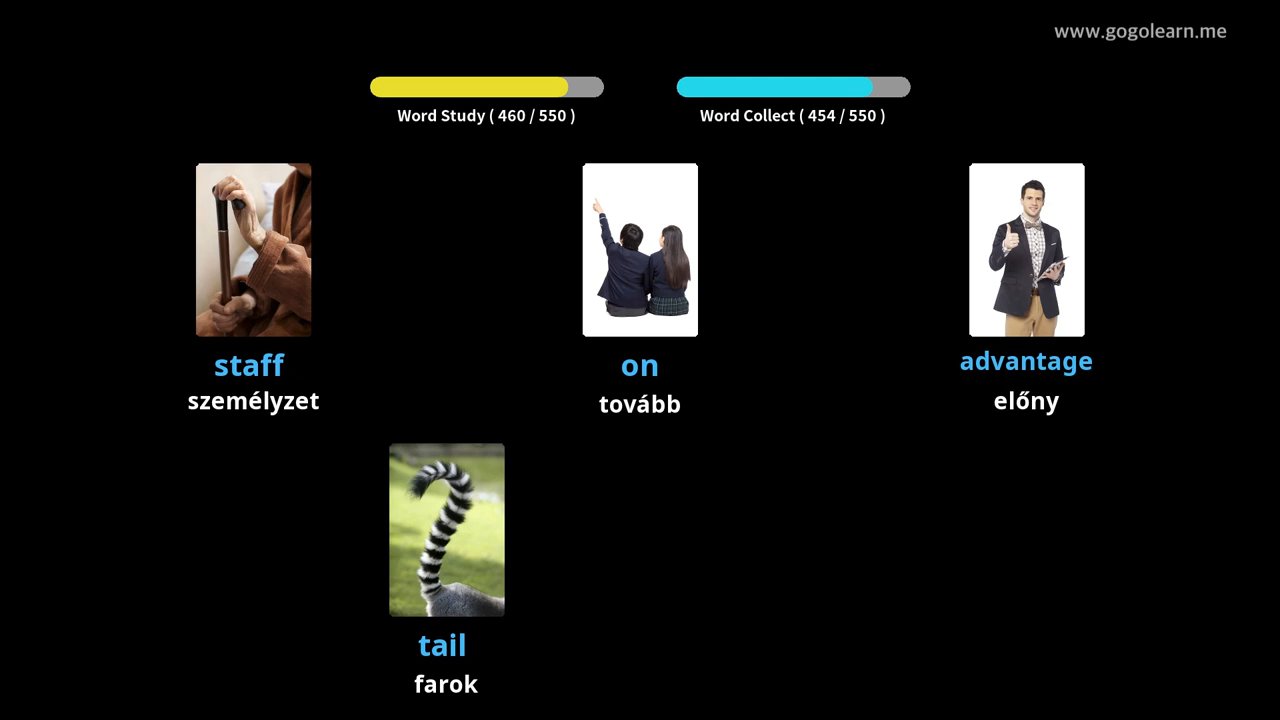 www.gogolearn.me
Word Study ( 460 / 550 )
Word Collect ( 454 / 550 )
staff
személyzet
on
tovább
advantage
előny
tail
farok